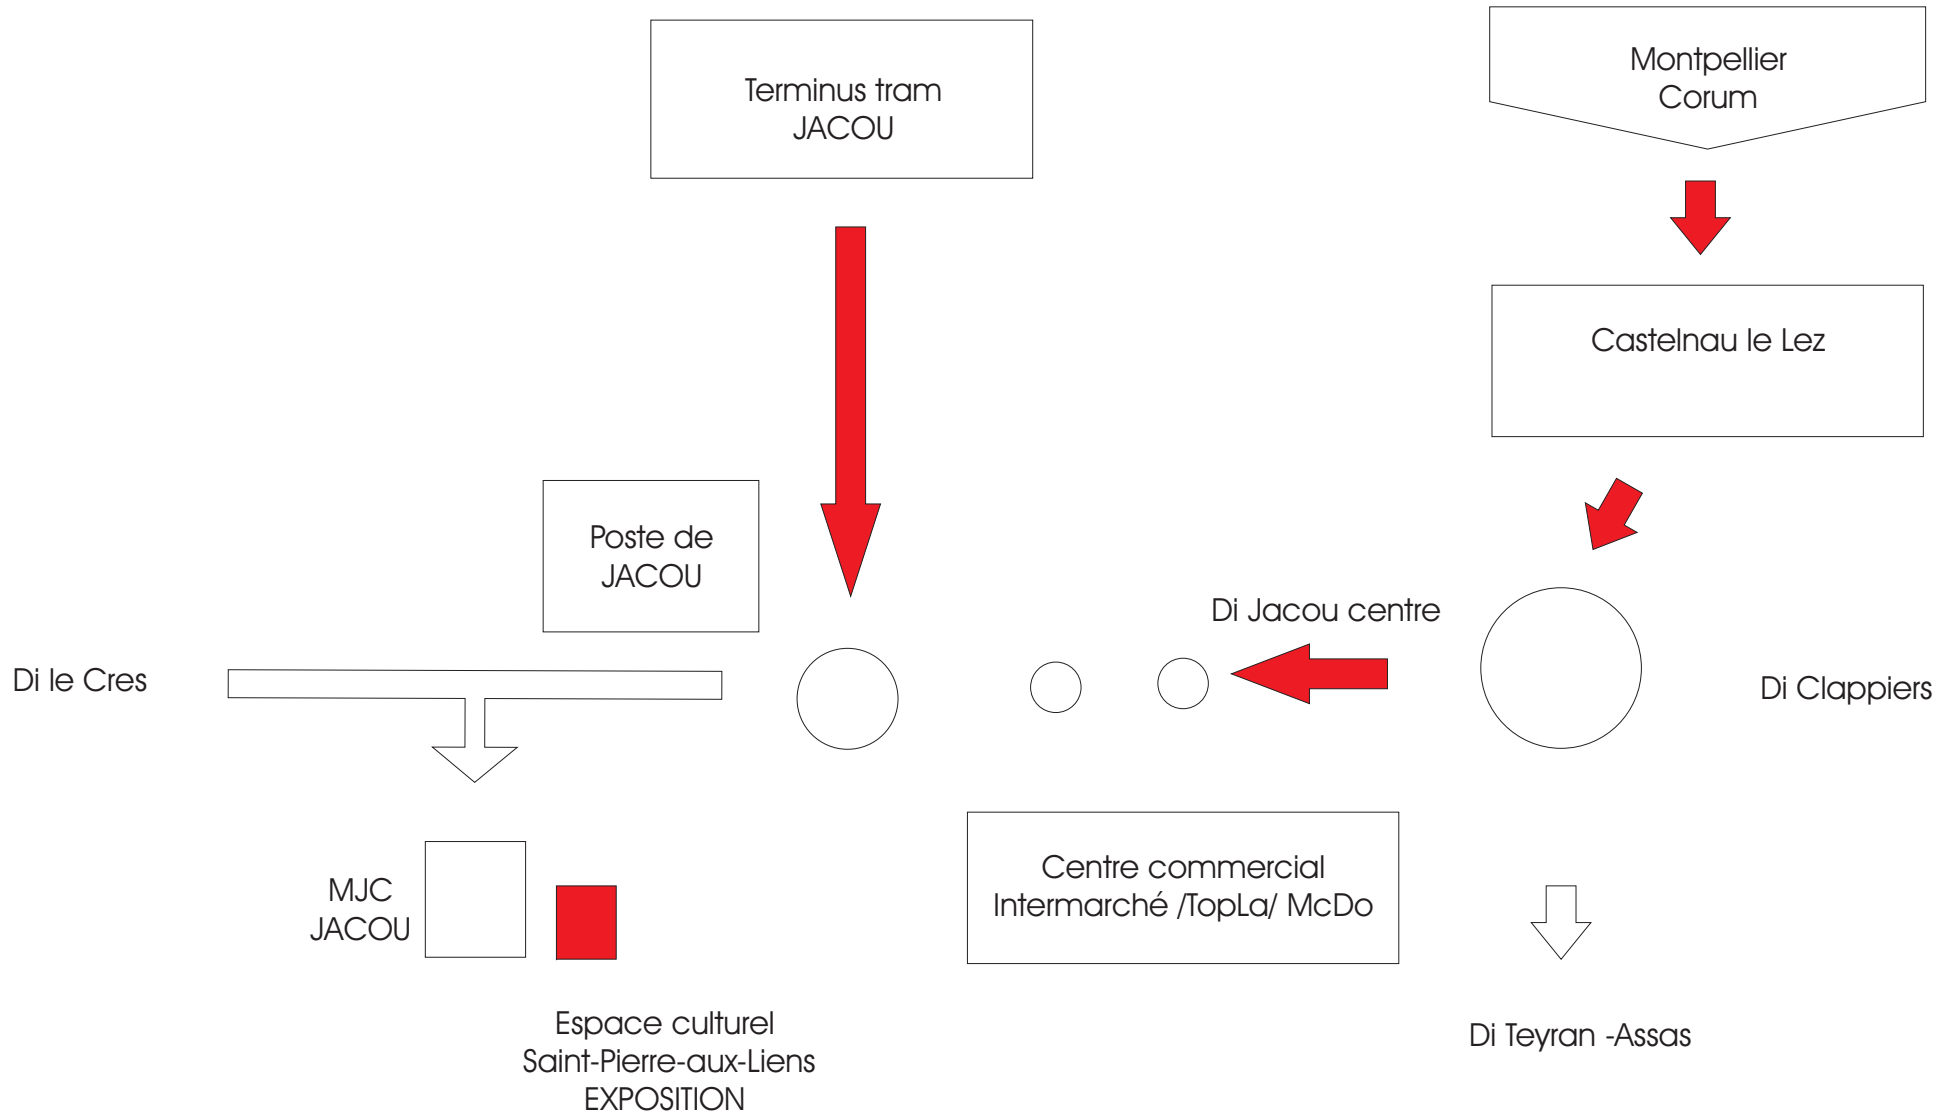 Terminus tram
JACOU
Montpellier
Corum
Castelnau le Lez
Poste de
JACOU
Di Jacou centre
Di le Cres
Di Clappiers
MJC
JACOU
Centre commercial
Intermarché /TopLa/ McDo
Espace culturel
Saint-Pierre-aux-Liens
EXPOSITION
Di Teyran -Assas